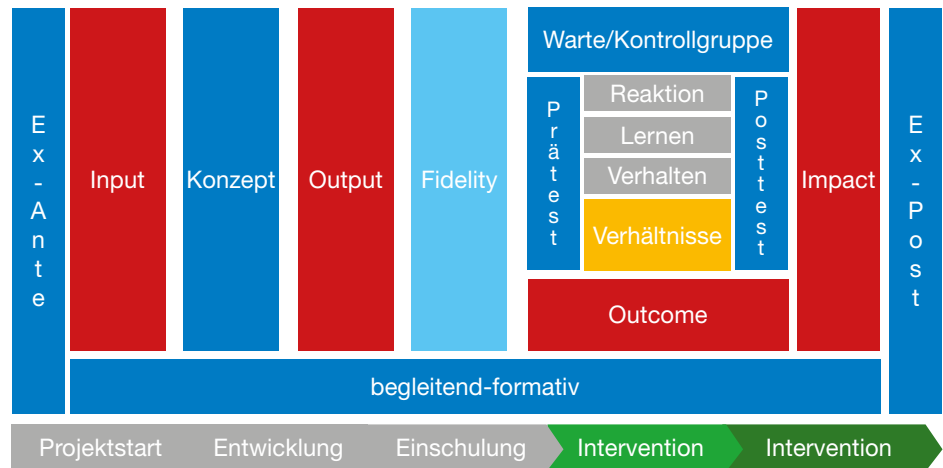 Ex-Ante
Input
Konzept
Output
Fidelity
Warte/Kontrollgruppe
Prätest
Reaktion
Lernen
Verhalten
Verhältnisse
Posttest
Outcome
Impact
Ex-Post
begleitend-formativ
Projektstart Entwicklung Einschulung Intervention Intervention